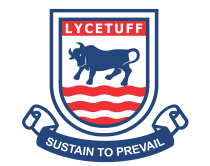 LYCETUFF
SUSTAIN TO PREVAIL